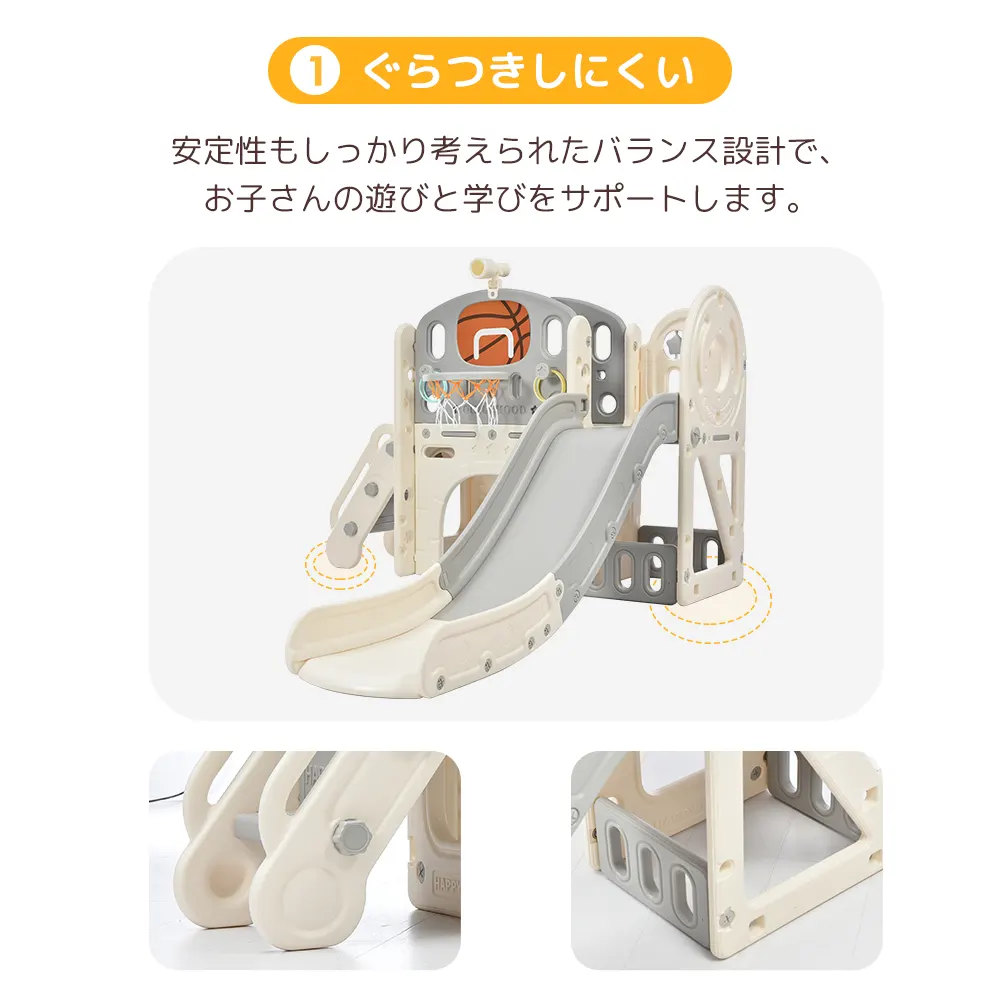 1 ぐらつきしにくい
安定性もしっかり考えられたバランス設計で、
お子さんの遊びと学びをサポートします。
HAPPY